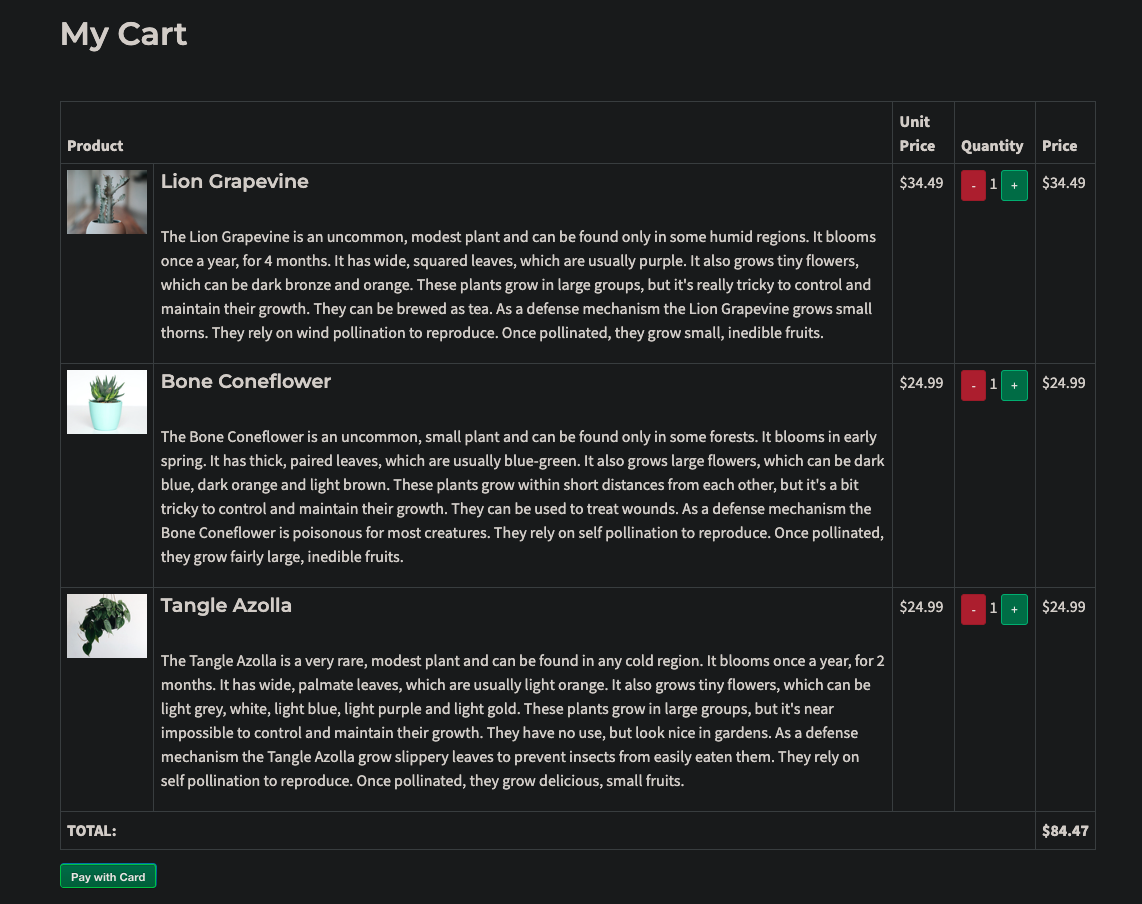 My Cart
Product
Unit
Price
Quantity
Price
Lion Grapevine
$34.49
- 1 +
$34.49
The Lion Grapevine is an uncommon, modest plant and can be found only in some humid regions. It blooms
once a year, for 4 months. It has wide, squared leaves, which are usually purple. It also grows tiny flowers,
which can be dark bronze and orange. These plants grow in large groups, but it's really tricky to control and
maintain their growth. They can be brewed as tea. As a defense mechanism the Lion Grapevine grows small
thorns. They rely on wind pollination to reproduce. Once pollinated, they grow small, inedible fruits.
Bone Coneflower
$24.99
- 1 +
$24.99
The Bone Coneflower is an uncommon, small plant and can be found only in some forests. It blooms in early
spring. It has thick, paired leaves, which are usually blue-green. It also grows large flowers, which can be dark
blue, dark orange and light brown. These plants grow within short distances from each other, but it's a bit
tricky to control and maintain their growth. They can be used to treat wounds. As a defense mechanism the
Bone Coneflower is poisonous for most creatures. They rely on self pollination to reproduce. Once pollinated,
they grow fairly large, inedible fruits.
Tangle Azolla
$24.99
- 1 +
$24.99
The Tangle Azolla is a very rare, modest plant and can be found in any cold region. It blooms once a year, for 2
months. It has wide, palmate leaves, which are usually light orange. It also grows tiny flowers, which can be
light grey, white, light blue, light purple and light gold. These plants grow in large groups, but it's near
impossible to control and maintain their growth. They have no use, but look nice in gardens. As a defense
mechanism the Tangle Azolla grow slippery leaves to prevent insects from easily eaten them. They rely on
self pollination to reproduce. Once pollinated, they grow delicious, small fruits.
TOTAL:
$84.47
Pay with Card